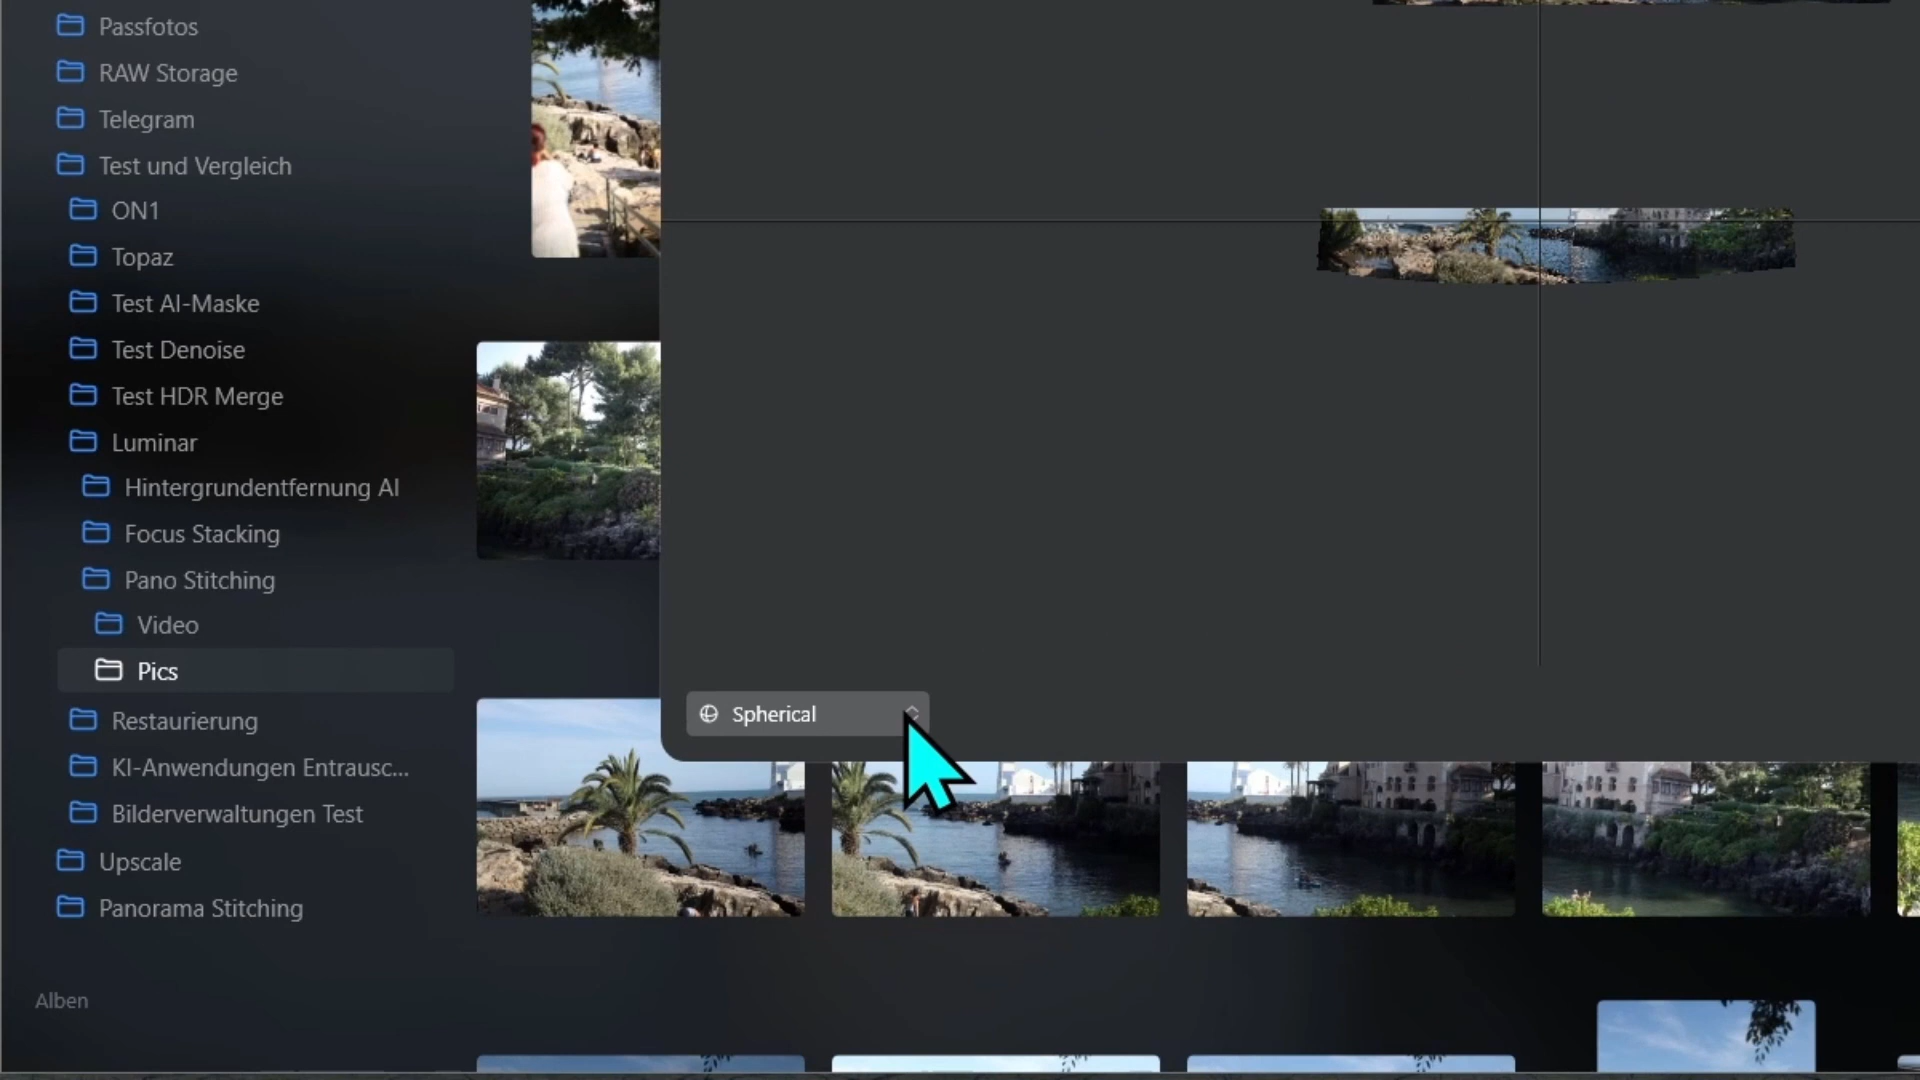 Passfotos
RAW Storage
Telegram
Test und Vergleich
ON1
Topaz
Test AI-Maske
Test Denoise
Test HDR Merge
Luminar
Hintergrundentfernung AI
Focus Stacking
Pano Stitching
Video
Pics
Restaurierung
KI-Anwendungen Entrausc...
Bilderverwaltungen Test
Upscale
Panorama Stitching
Alben
Spherical